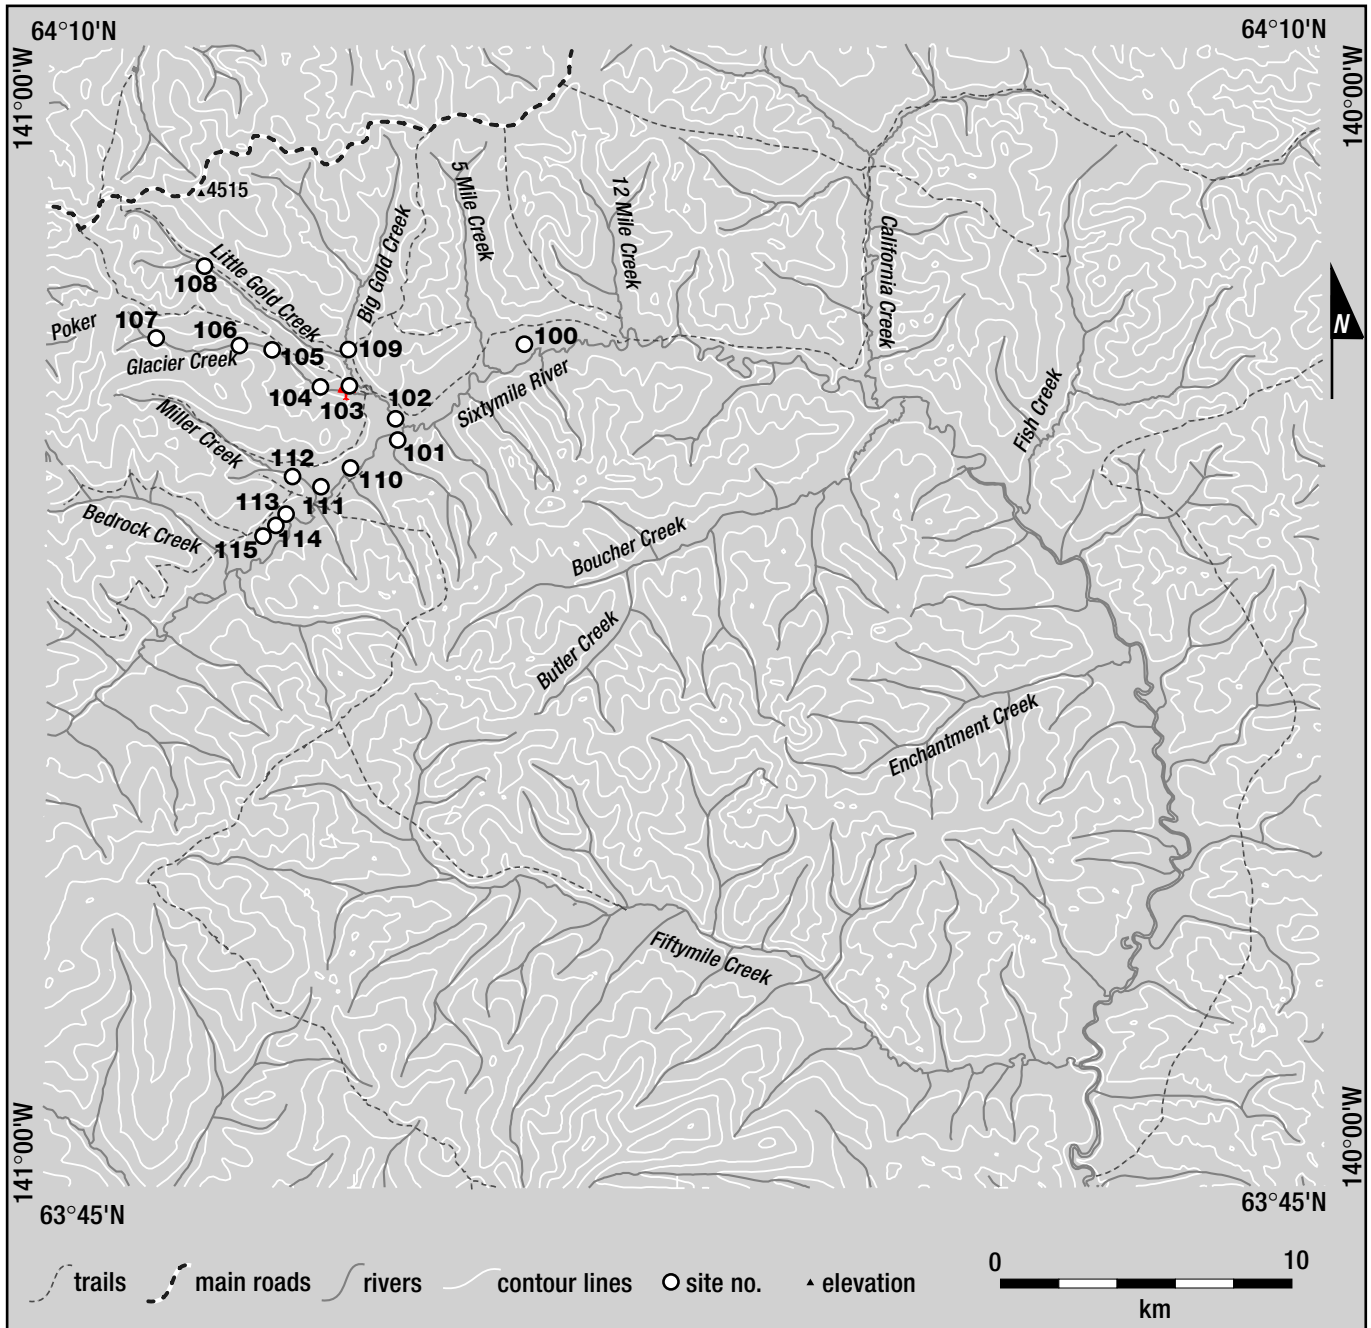 64°10'N
64°10'N
141°00'W
140°00'W
4515
5 Mile Creek
12 Mile Creek
Big Gold Creek
California Creek
Little Gold Creek
108
Poker
107
106
105
109
100
Glacier Creek
104
103
102
Sixtymile River
Fish Creek
Miller Creek
101
112
110
113
111
Bedrock Creek
114
115
Boucher Creek
Butler Creek
Enchantment Creek
Fiftymile Creek
141°00'W
140°00'W
63°45'N
63°45'N
N
trails
main roads
rivers
contour lines
site no.
elevation
0
10
km